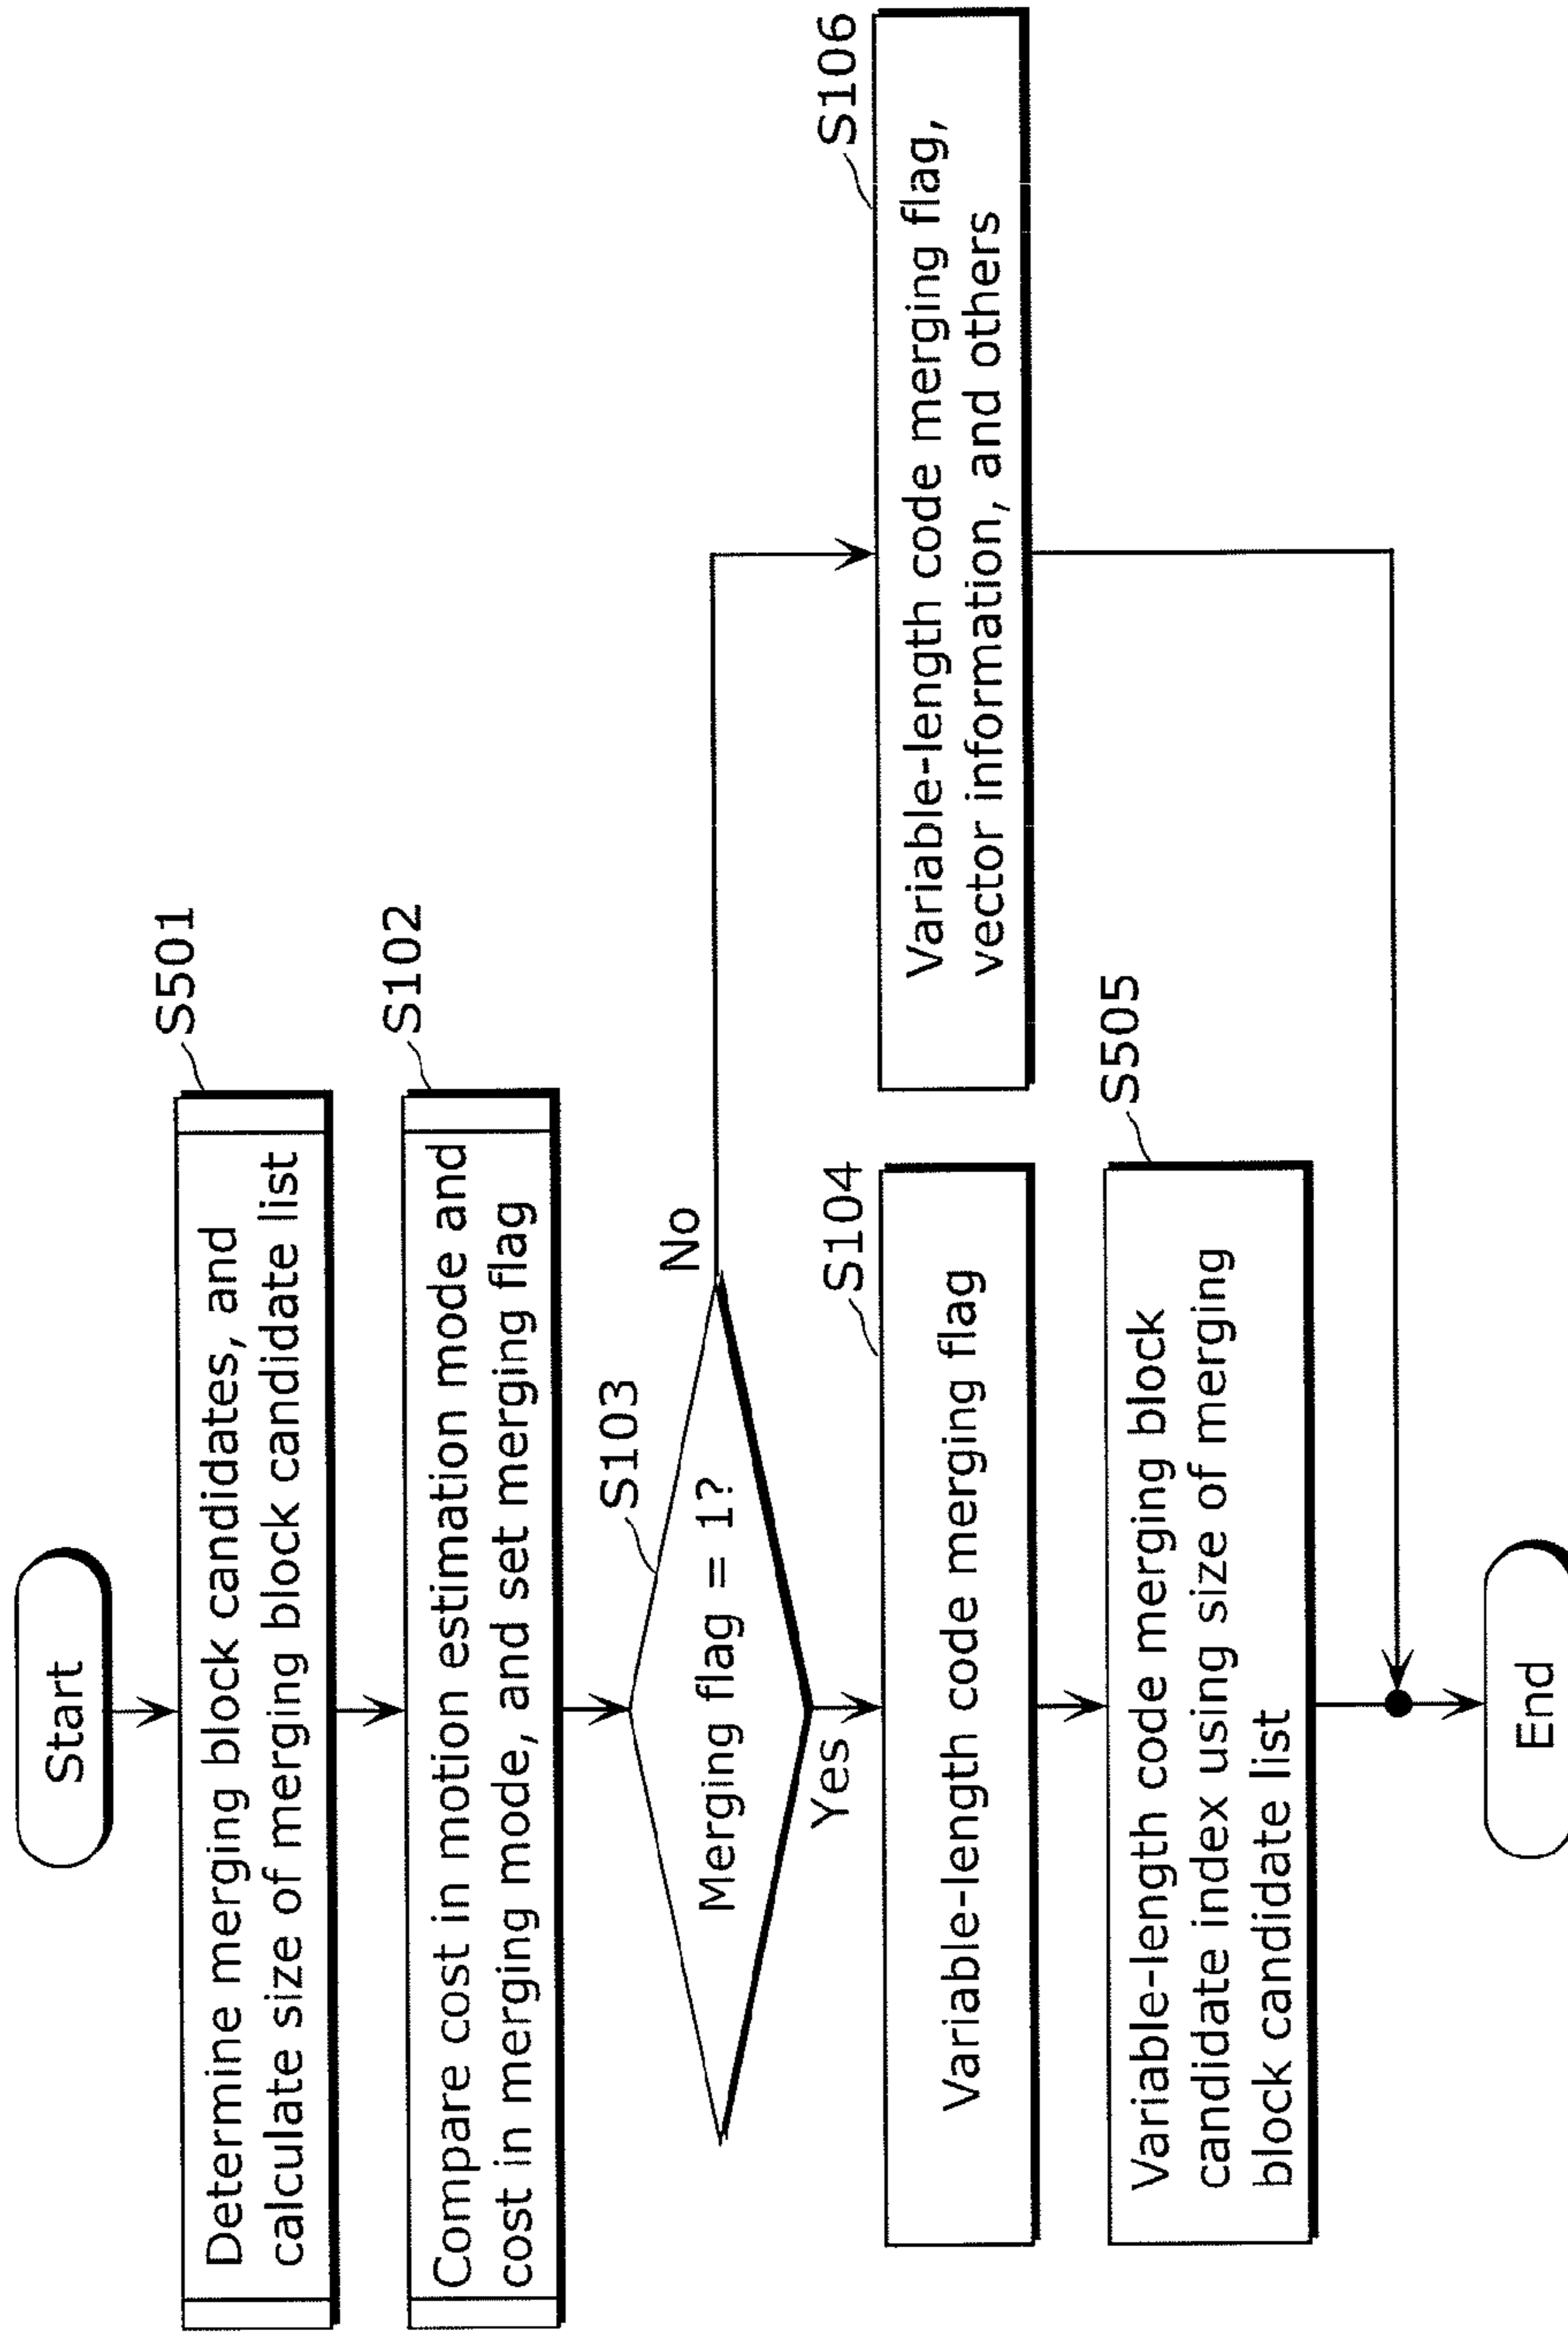 Start
S501
Determine merging block candidates, and
calculate size of merging block candidate list
S102
Compare cost in motion estimation mode and
cost in merging mode, and set merging flag
S103
Merging flag = 1?
No
Yes
S104
Variable-length code merging flag
S106
Variable-length code merging flag,
vector information, and others
S505
Variable-length code merging block
candidate index using size of merging
block candidate list
End